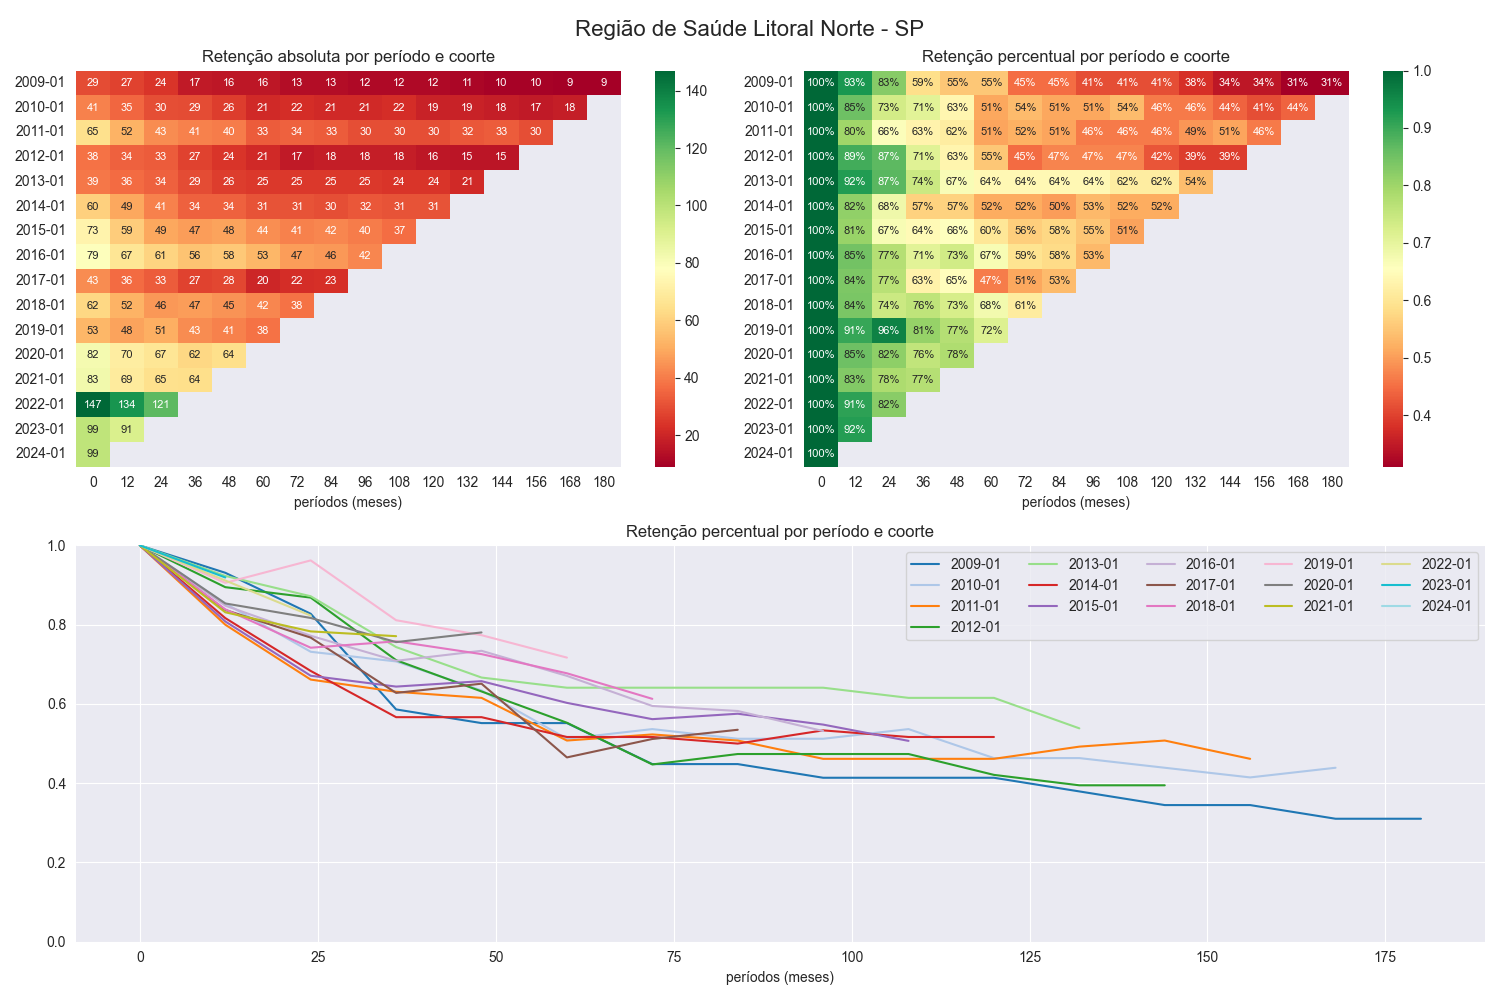 Região de Saúde Litoral Norte - SP
Retenção absoluta por período e coorte
2009-01 29 27 24 17 16 16 13 13 12 12 12 11 10 10 9 9
2010-01 41 35 30 29 26 21 22 21 21 22 19 19 18 17 18
2011-01 65 52 43 41 40 33 34 33 30 30 30 32 33 30
2012-01 38 34 33 27 24 21 17 18 18 18 16 15 15
2013-01 39 36 34 29 26 25 25 25 25 24 24 21
2014-01 60 49 41 34 34 31 31 30 32 31 31
2015-01 73 59 49 47 48 44 41 42 40 37
2016-01 79 67 61 56 58 53 47 46 42
2017-01 43 36 33 27 28 20 22 23
2018-01 62 52 46 47 45 42 38
2019-01 53 48 51 43 41 38
2020-01 82 70 67 62 64
2021-01 83 69 65 64
2022-01 147 134 121
2023-01 99 91
2024-01 99
0 12 24 36 48 60 72 84 96 108 120 132 144 156 168 180
períodos (meses)
140
120
100
80
60
40
20
Retenção percentual por período e coorte
2009-01 100% 93% 83% 59% 55% 55% 45% 45% 41% 41% 41% 38% 34% 34% 31% 31%
2010-01 100% 85% 73% 71% 63% 51% 54% 51% 51% 54% 46% 46% 44% 41% 44%
2011-01 100% 80% 66% 63% 62% 51% 52% 51% 46% 46% 46% 49% 51% 46%
2012-01 100% 89% 87% 71% 63% 55% 45% 47% 47% 47% 42% 39% 39%
2013-01 100% 92% 87% 74% 67% 64% 64% 64% 64% 62% 62% 54%
2014-01 100% 82% 68% 57% 57% 52% 52% 50% 53% 52% 52%
2015-01 100% 81% 67% 64% 66% 60% 56% 58% 55% 51%
2016-01 100% 85% 77% 71% 73% 67% 59% 58% 53%
2017-01 100% 84% 77% 63% 65% 47% 51% 53%
2018-01 100% 84% 74% 76% 73% 68% 61%
2019-01 100% 91% 96% 81% 77% 72%
2020-01 100% 85% 82% 76% 78%
2021-01 100% 83% 78% 77%
2022-01 100% 91% 82%
2023-01 100% 92%
2024-01 100%
0 12 24 36 48 60 72 84 96 108 120 132 144 156 168 180
períodos (meses)
1.0
0.9
0.8
0.7
0.6
0.5
0.4
Retenção percentual por período e coorte
1.0
0.8
0.6
0.4
0.2
0.0
2009-01 2013-01 2016-01 2019-01 2022-01
2010-01 2014-01 2017-01 2020-01 2023-01
2011-01 2015-01 2018-01 2021-01 2024-01
2012-01
0 25 50 75 100 125 150 175
períodos (meses)